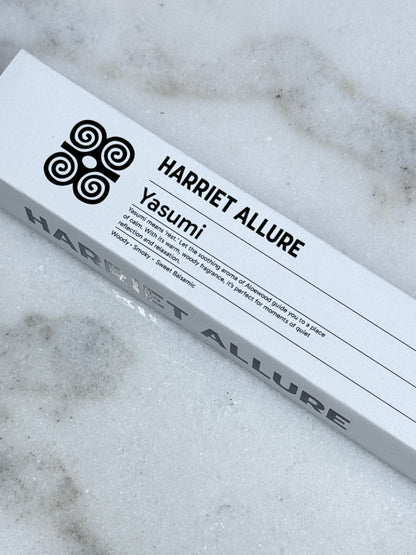 HARRIET ALLURE
Yasumi
Yasumi means 'rest.' Let the soothing aroma of Aloewood guide you to a place
of calm. With its warm, woody fragrance, it's perfect for moments of quiet
reflection and relaxation.
Woody • Smoky • Sweet Balsamic
HARRIET ALLURE